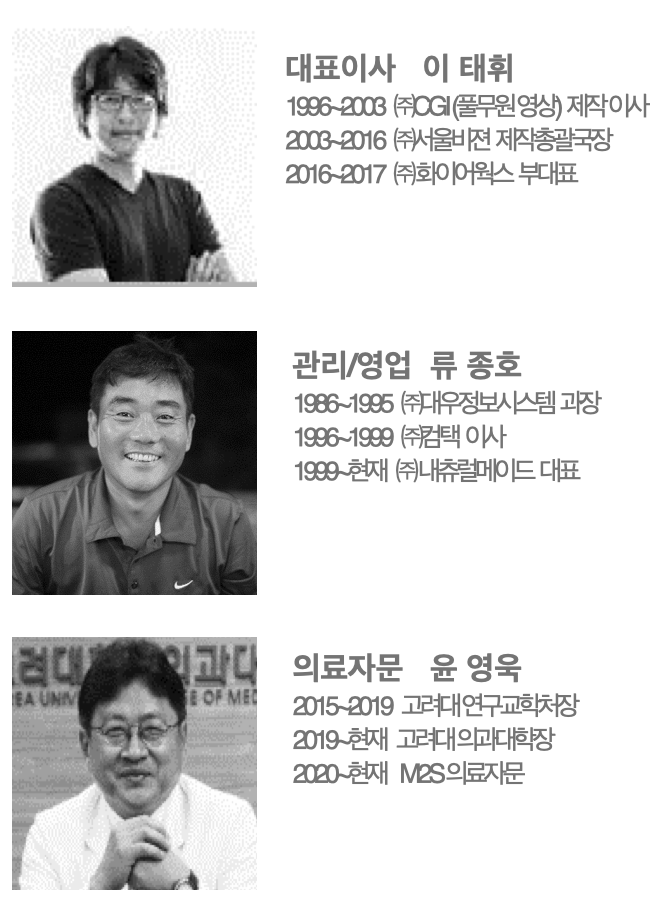 대표이사 이 태휘
1996~2003 ㈜CGI (풀무원 영상) 제작 이사
2003~2016 ㈜서울비젼 제작총괄국장
2016~2017 ㈜화이어웍스 부대표
관리/영업 류 종호
1986~1995 ㈜대우정보시스템 과장
1996~1999 ㈜컴택 이사
1999~현재 ㈜내츄럴메이드 대표
려대 의과대
EA UNIV GE OF MED
의료자문 윤 영욱
2015~2019 고려대 연구교학처장
2019~현재 고려대 의과대학장
2020~현재 M2S 의료자문